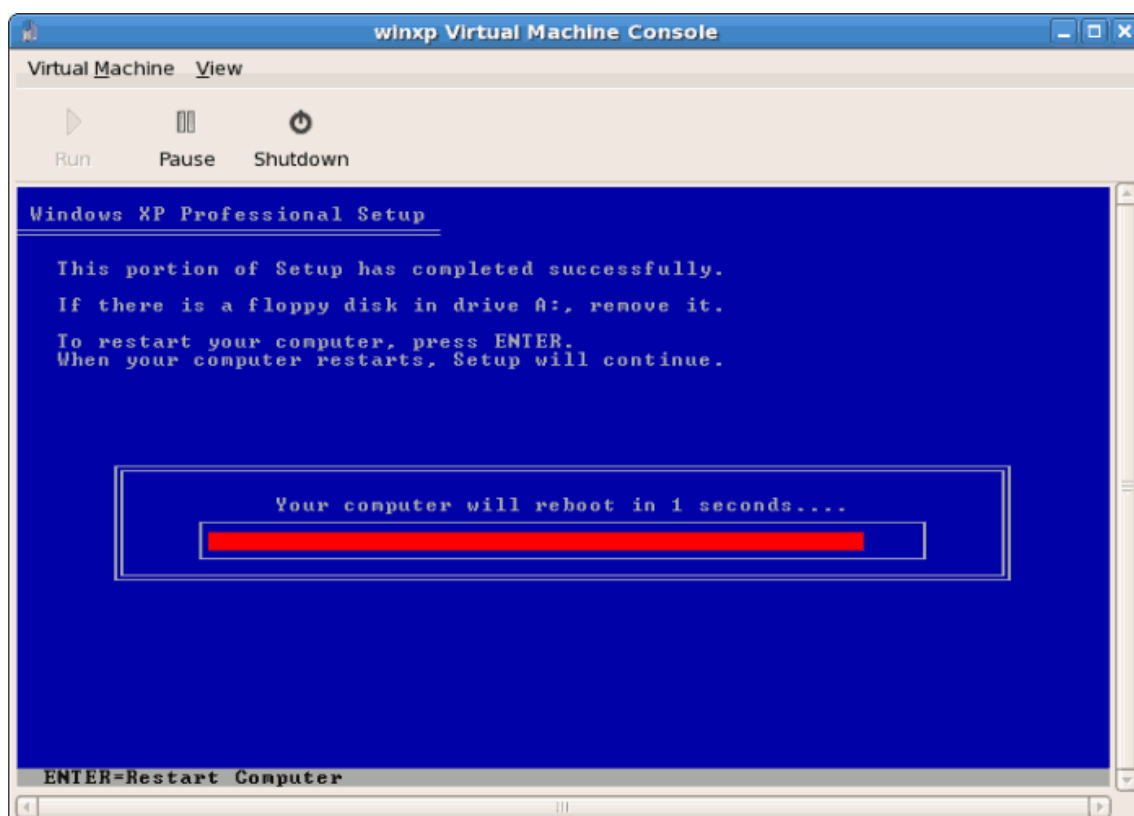 winxp Virtual Machine Console
Virtual Machine View
Run Pause Shutdown
Windows XP Professional Setup
This portion of Setup has completed successfully.
If there is a floppy disk in drive A:, remove it.
To restart your computer, press ENTER.
When your computer restarts, Setup will continue.
Your computer will reboot in 1 seconds....
ENTER=Restart Computer